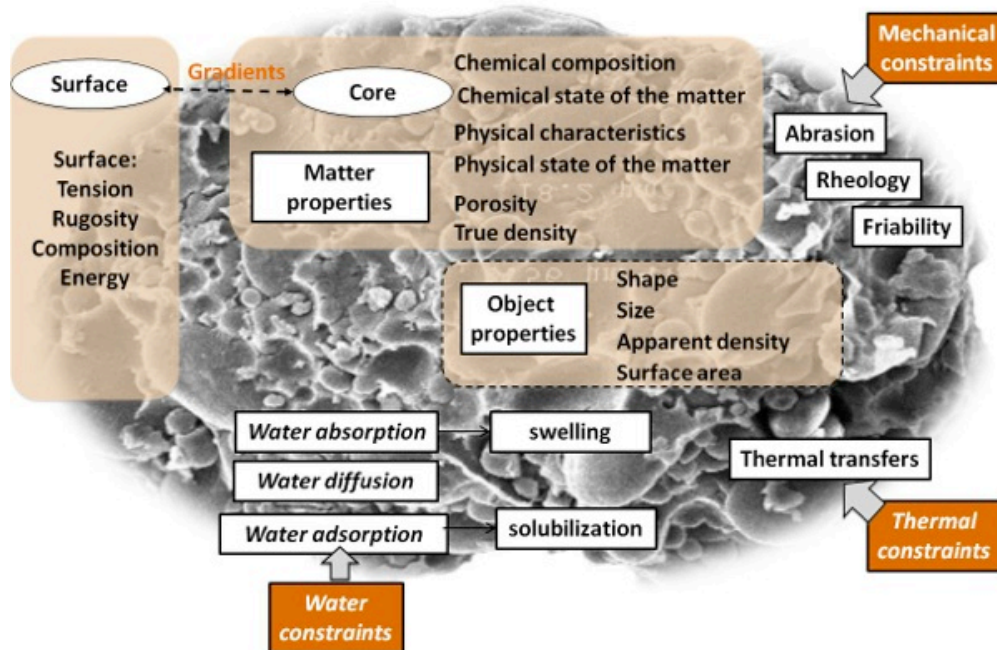 Surface
Gradients
Core
Surface:
Tension
Rugosity
Composition
Energy
Matter
properties
Chemical composition
Chemical state of the matter
Physical characteristics
Physical state of the matter
Porosity
True density
Mechanical
constraints
Abrasion
Rheology
Friability
Object
properties
Shape
Size
Apparent density
Surface area
Water absorption
swelling
Water diffusion
Water adsorption
solubilization
Water
constraints
Thermal transfers
Thermal
constraints